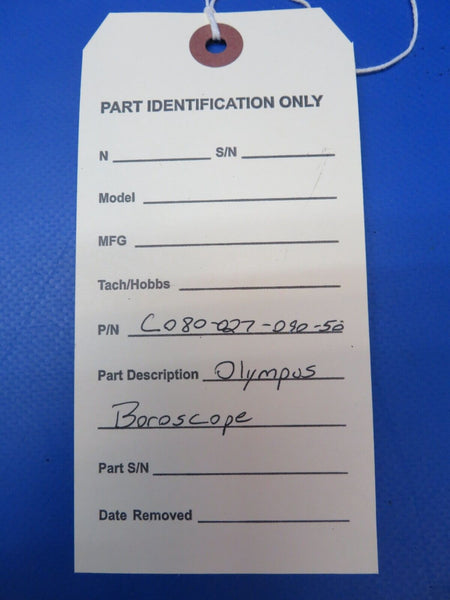 PART IDENTIFICATION ONLY
N S/N
Model
MFG
Tach/Hobbs
P/N C080-027-090-50
Part Description Olympus
Boroscope
Part S/N
Date Removed